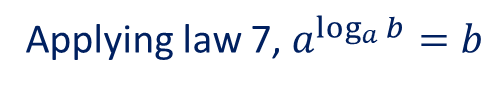 Applying law 7, $a^{\log_a b} = b$